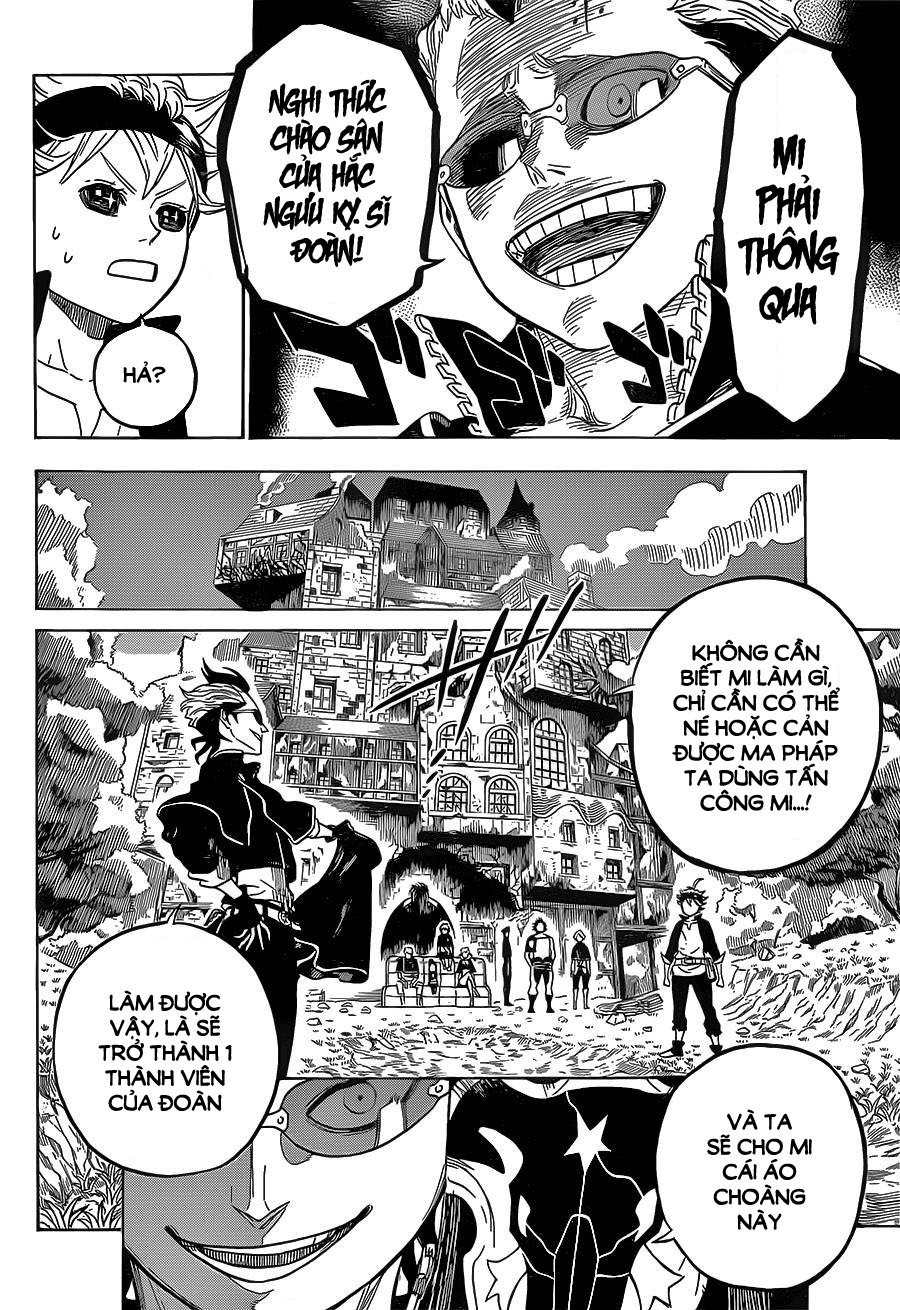 MI
PHẢI
THÔNG
QUA
NGHI THỨC
CHÀO SÂN
CỦA HẮC
NGƯU KỴ SĨ
ĐOÀN!
ゴゴゴ
HẢ?
KHÔNG CẦN
BIẾT MI LÀM GÌ,
CHỈ CẦN CÓ THỂ
NÉ HOẶC CẢN
ĐƯỢC MA PHÁP
TA DÙNG TẤN
CÔNG MI...!
LÀM ĐƯỢC
VẬY, LÀ SẼ
TRỞ THÀNH 1
THÀNH VIÊN
CỦA ĐOÀN
VÀ TA
SẼ CHO MI
CÁI ÁO
CHOÀNG
NÀY